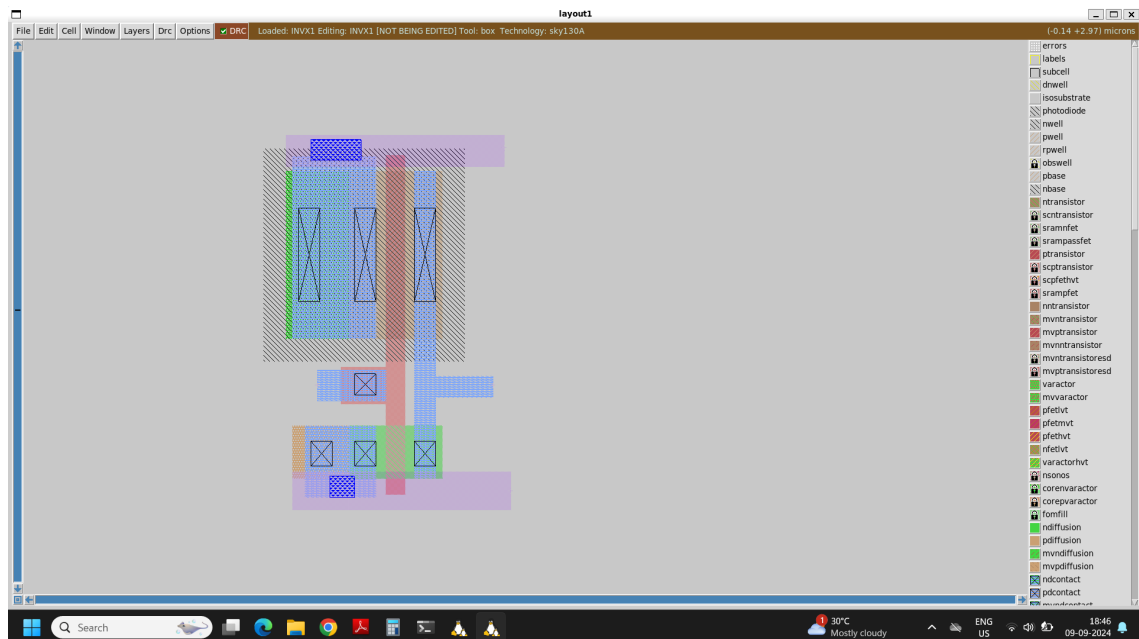 layout1
File Edit Cell Window Layers Drc Options DRC Loaded: INVX1 Editing: INVX1 [NOT BEING EDITED] Tool: box Technology: sky130A (-0.14 +2.97) microns
errors
labels
subcell
dnwell
isosubstrate
photodiode
nwell
pwell
rpwell
obswell
pbase
nbase
ntransistor
scntransistor
sramnfet
srampassfet
ptransistor
scptransistor
scpfethvt
srampfet
nntransistor
mvntransistor
mvptransistor
mvnntransistor
mvntransistoresd
mvptransistoresd
varactor
mvvaractor
pfetlvt
pfetmvt
pfethvt
nfetlvt
varactorhvt
nsonos
corenvaractor
corepvaractor
fomfill
ndiffusion
pdiffusion
mvndiffusion
mvpdiffusion
ndcontact
pdcontact
mvndcontact
Search
1 30°C
Mostly cloudy
ENG
US
18:46
09-09-2024